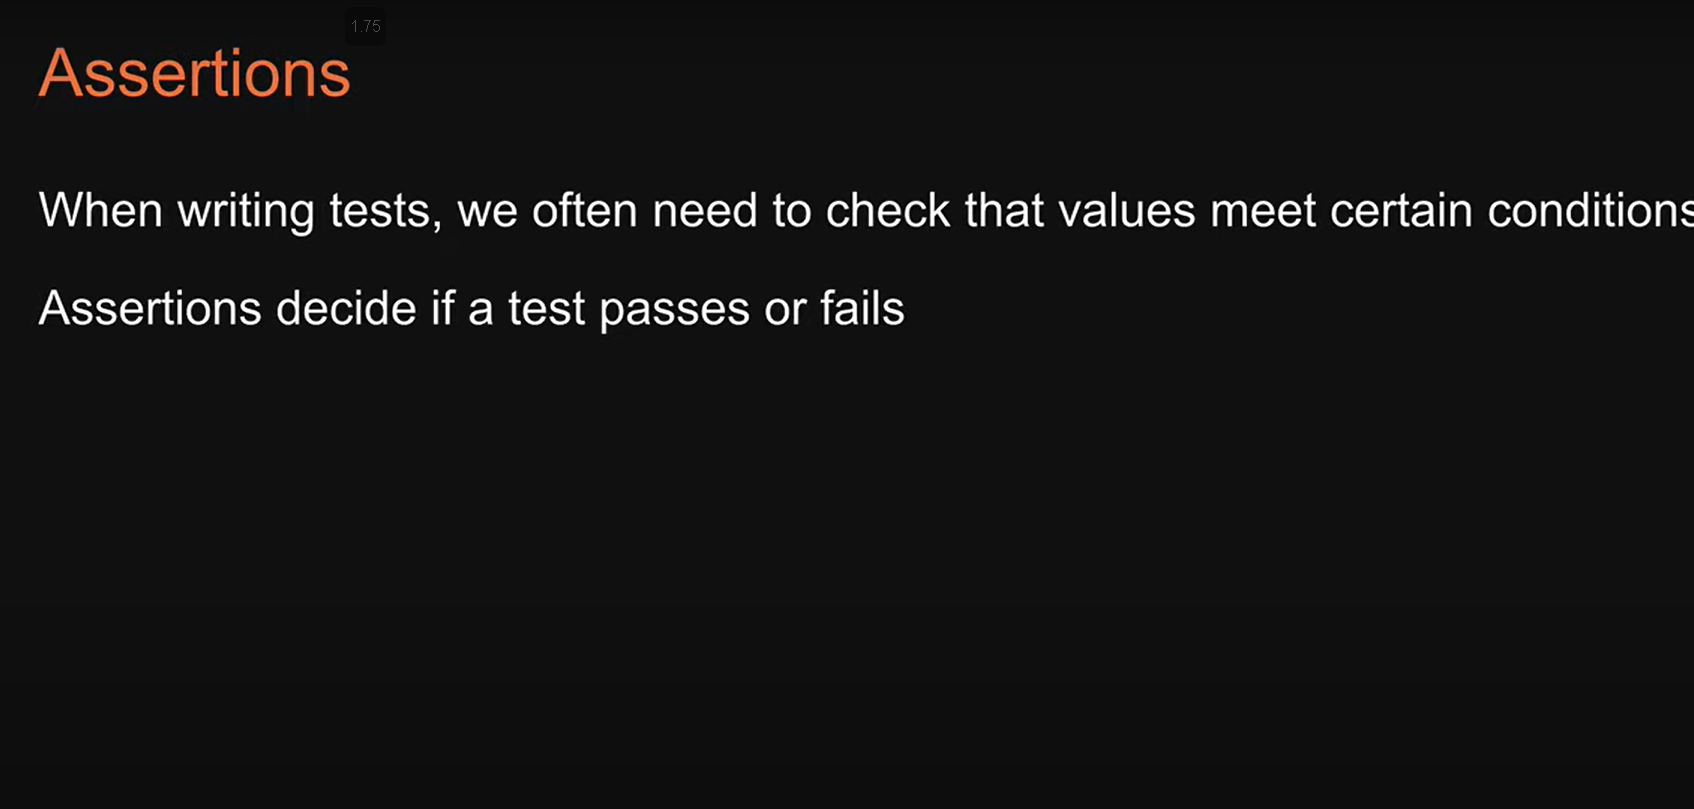 1.75
Assertions
When writing tests, we often need to check that values meet certain conditions
Assertions decide if a test passes or fails